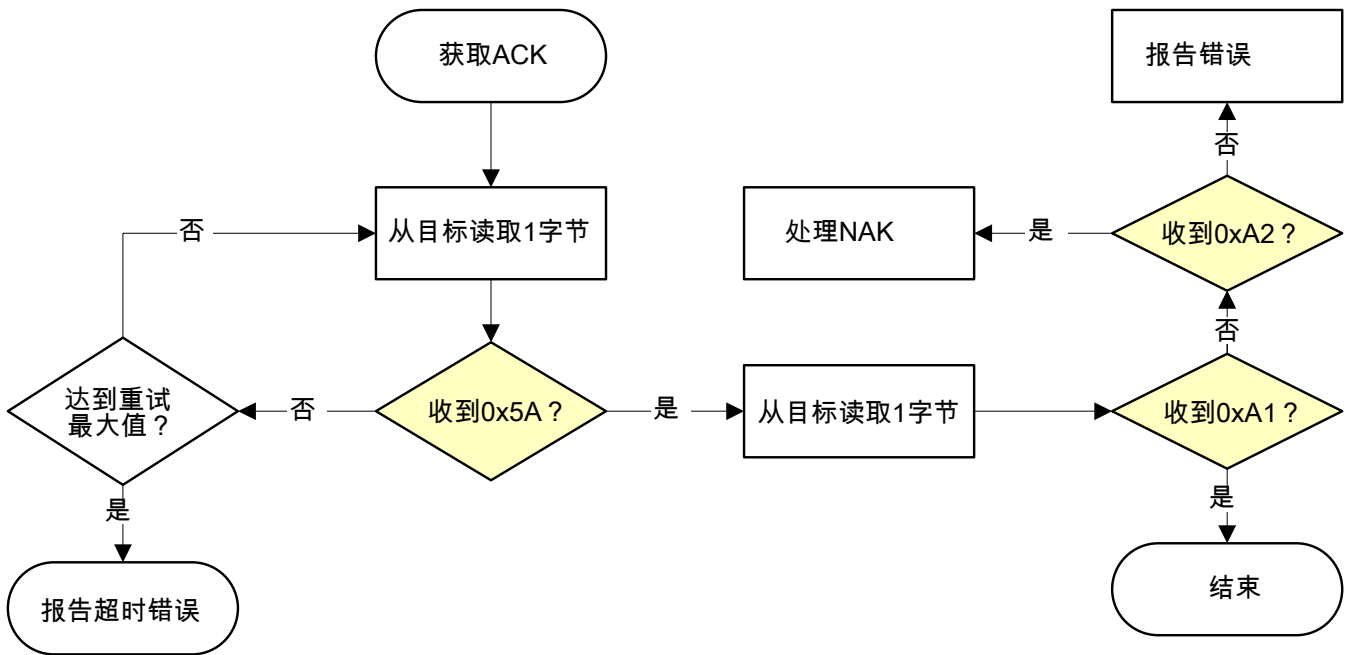 获取ACK
报告错误
否
否
从目标读取1字节
处理NAK
是
收到0xA2？
否
达到重试
最大值？
否
收到0x5A？
是
从目标读取1字节
收到0xA1？
是
是
报告超时错误
结束